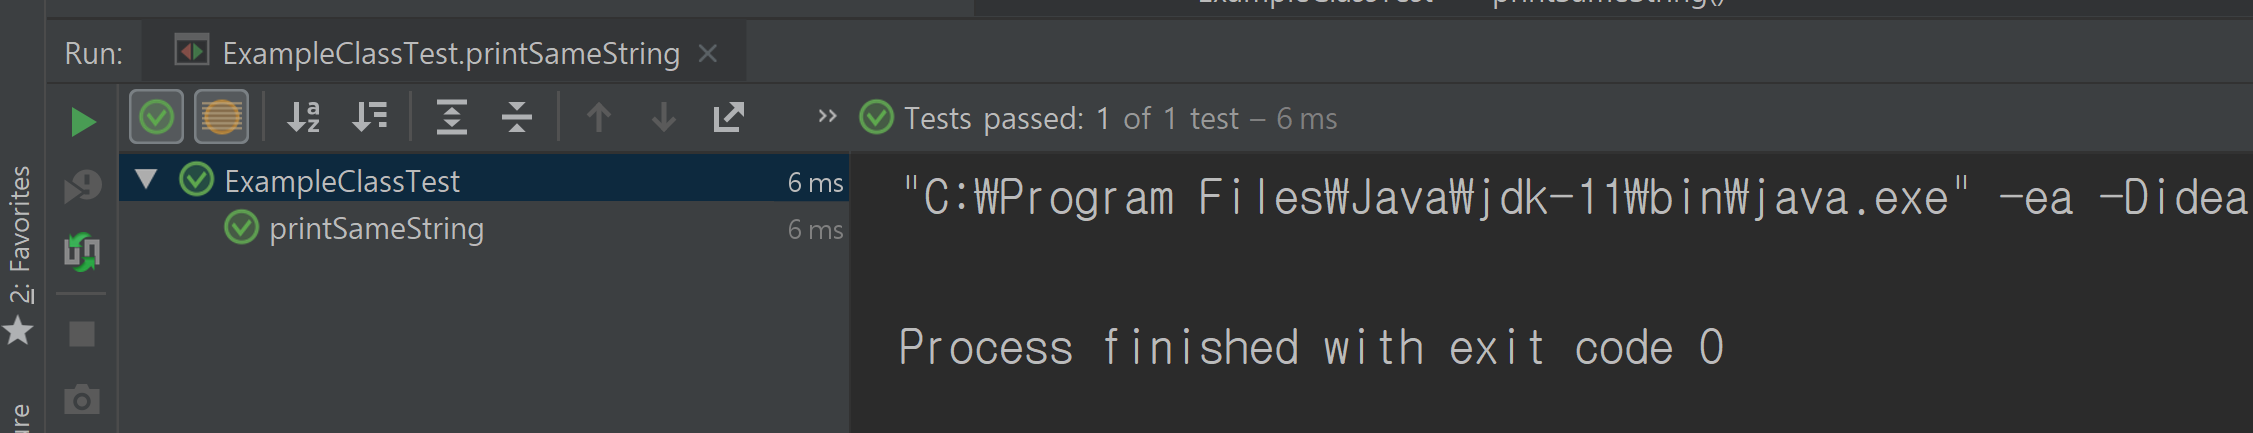 ExampleClassTest printSameString()
Run: ExampleClassTest.printSameString
Tests passed: 1 of 1 test – 6 ms
ExampleClassTest 6 ms
printSameString 6 ms
"C:₩Program Files₩Java₩jdk-11₩bin₩java.exe" -ea -Didea
Process finished with exit code 0
2: Favorites